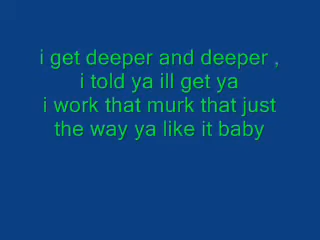 i get deeper and deeper ,
i told ya ill get ya
i work that murk that just
the way ya like it baby